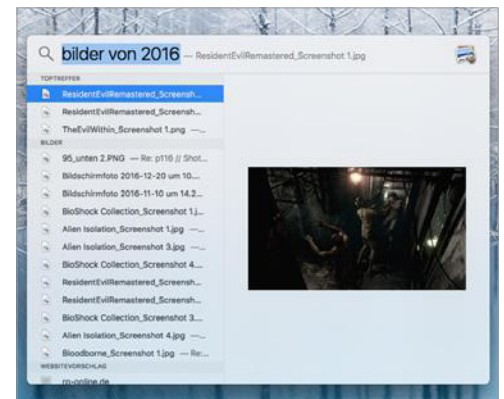 bilder von 2016 — ResidentEvilRemastered_Screenshot 1.jpg
TOPTREFFER
ResidentEvilRemastered_Screensh...
ResidentEvilRemastered_Screensh...
TheEvilWithin_Screenshot 1.png —...
BILDER
95_unten 2.PNG — Re: p116 // Shot...
Bildschirmfoto 2016-12-20 um 10....
Bildschirmfoto 2016-11-10 um 14.2...
BioShock Collection_Screenshot 1.j...
Alien Isolation_Screenshot 1.jpg —...
Alien Isolation_Screenshot 3.jpg —...
BioShock Collection_Screenshot 4....
ResidentEvilRemastered_Screensh...
ResidentEvilRemastered_Screensh...
BioShock Collection_Screenshot 3....
Alien Isolation_Screenshot 4.jpg —...
Bloodborne_Screenshot 1.jpg — Re:...
WEBSITEVORSCHLAG
rp-online.de